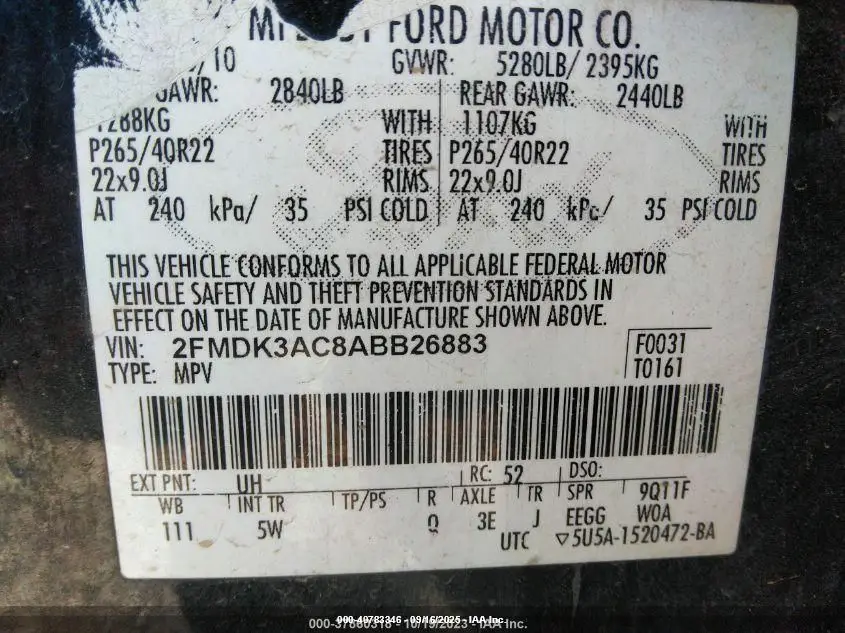 FORD MOTOR CO.
/10 GVWR: 5280LB/ 2395KG
GAWR: 2840LB REAR GAWR: 2440LB
1288KG WITH 1107KG WITH
P265/40R22 TIRES P265/40R22 TIRES
22x9.0J RIMS 22x9.0J RIMS
AT 240 kPa/ 35 PSI COLD AT 240 kPa/ 35 PSI COLD
THIS VEHICLE CONFORMS TO ALL APPLICABLE FEDERAL MOTOR
VEHICLE SAFETY AND THEFT PREVENTION STANDARDS IN
EFFECT ON THE DATE OF MANUFACTURE SHOWN ABOVE.
VIN: 2FMDK3AC8ABB26883 F0031
TYPE: MPV T0161
EXT PNT: UH RC: 52 DSO:
WB INT TR TP/PS R AXLE TR SPR 9Q11F
111 5W 3E J EEGG WOA
UTC ▽5U5A-1520472-BA
000-40783346 - 09/16/2025 - IAA Inc.
000-37880318 - 10/19/2023 - IAA Inc.